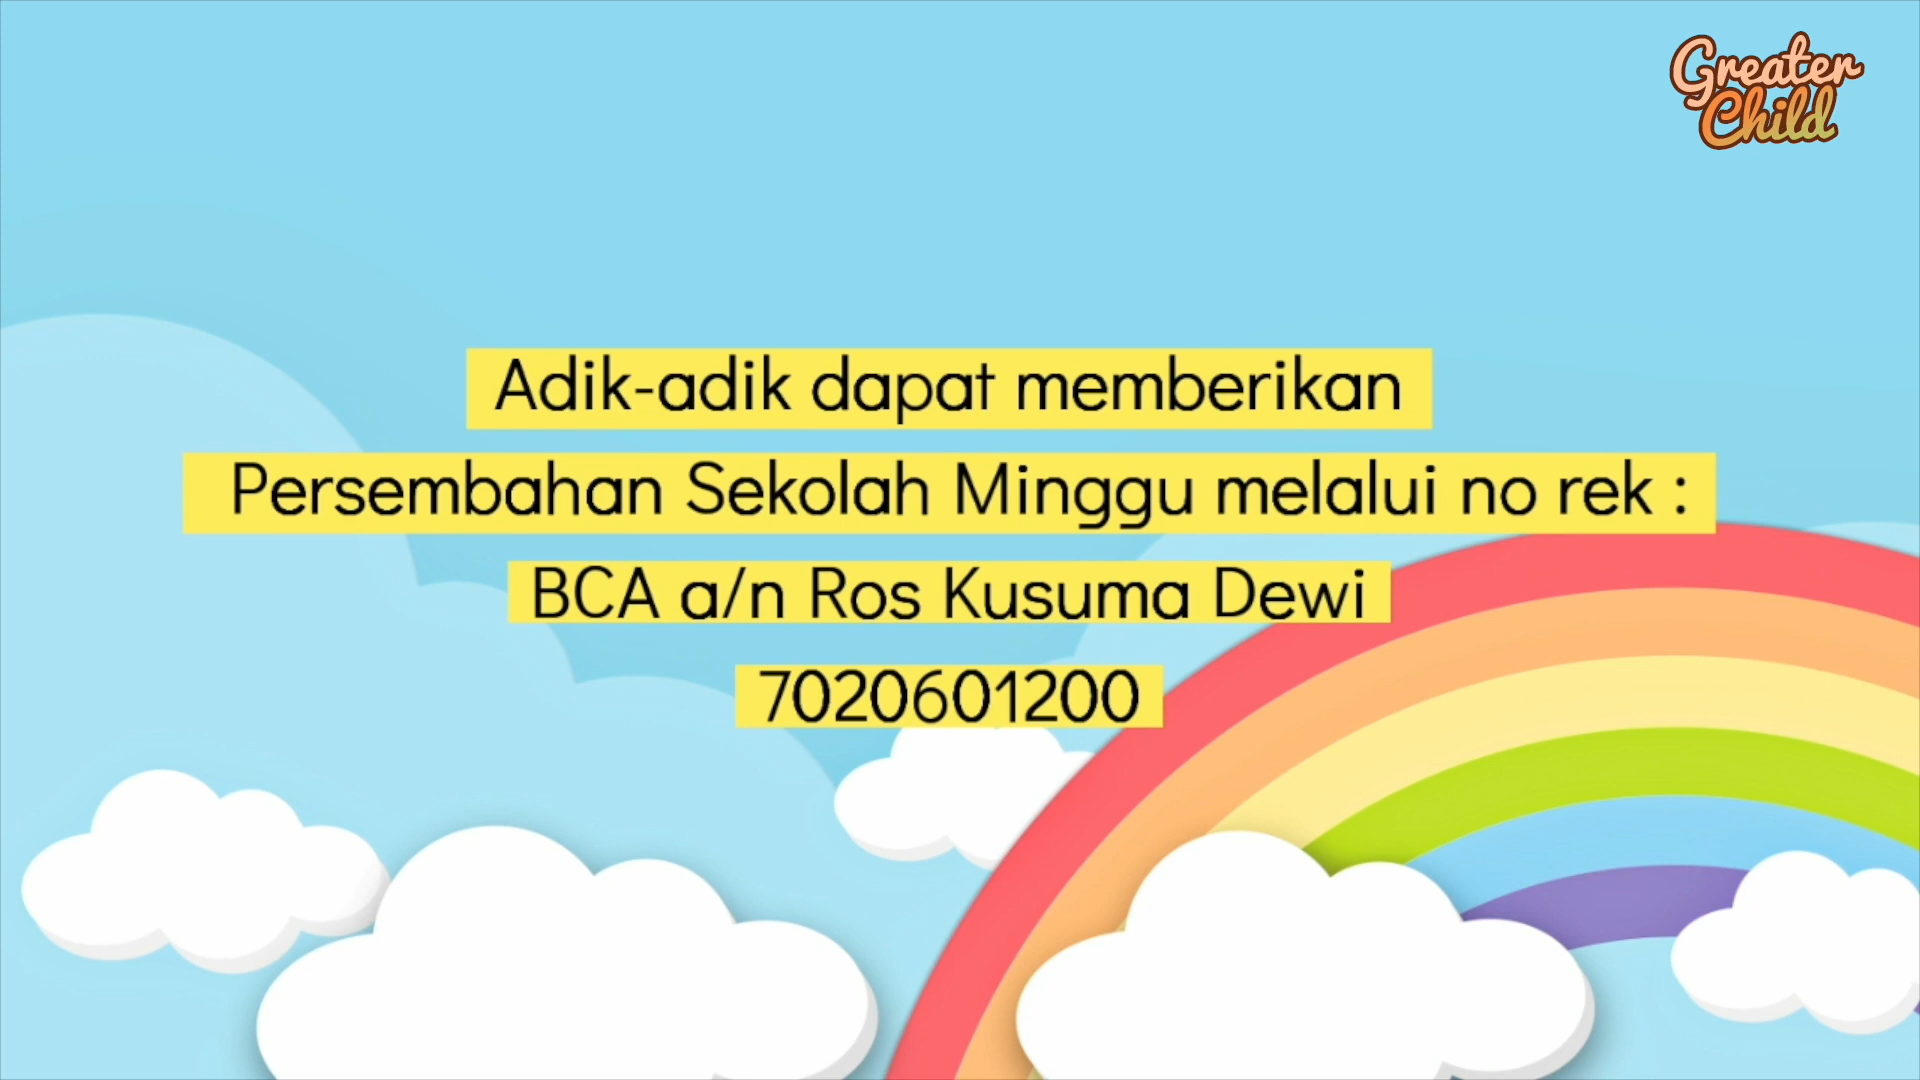 Greater
Child
Adik-adik dapat memberikan
Persembahan Sekolah Minggu melalui no rek :
BCA a/n Ros Kusuma Dewi
7020601200